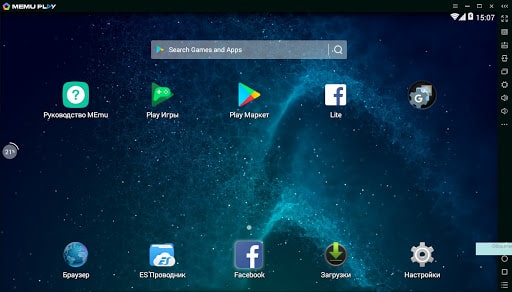 MEMU PLAY
15:07
Search Games and Apps
Руководство MEmu
Play Игры
Play Маркет
Lite
G
21°
Браузер
ES Проводник
Facebook
Загрузки
Настройки